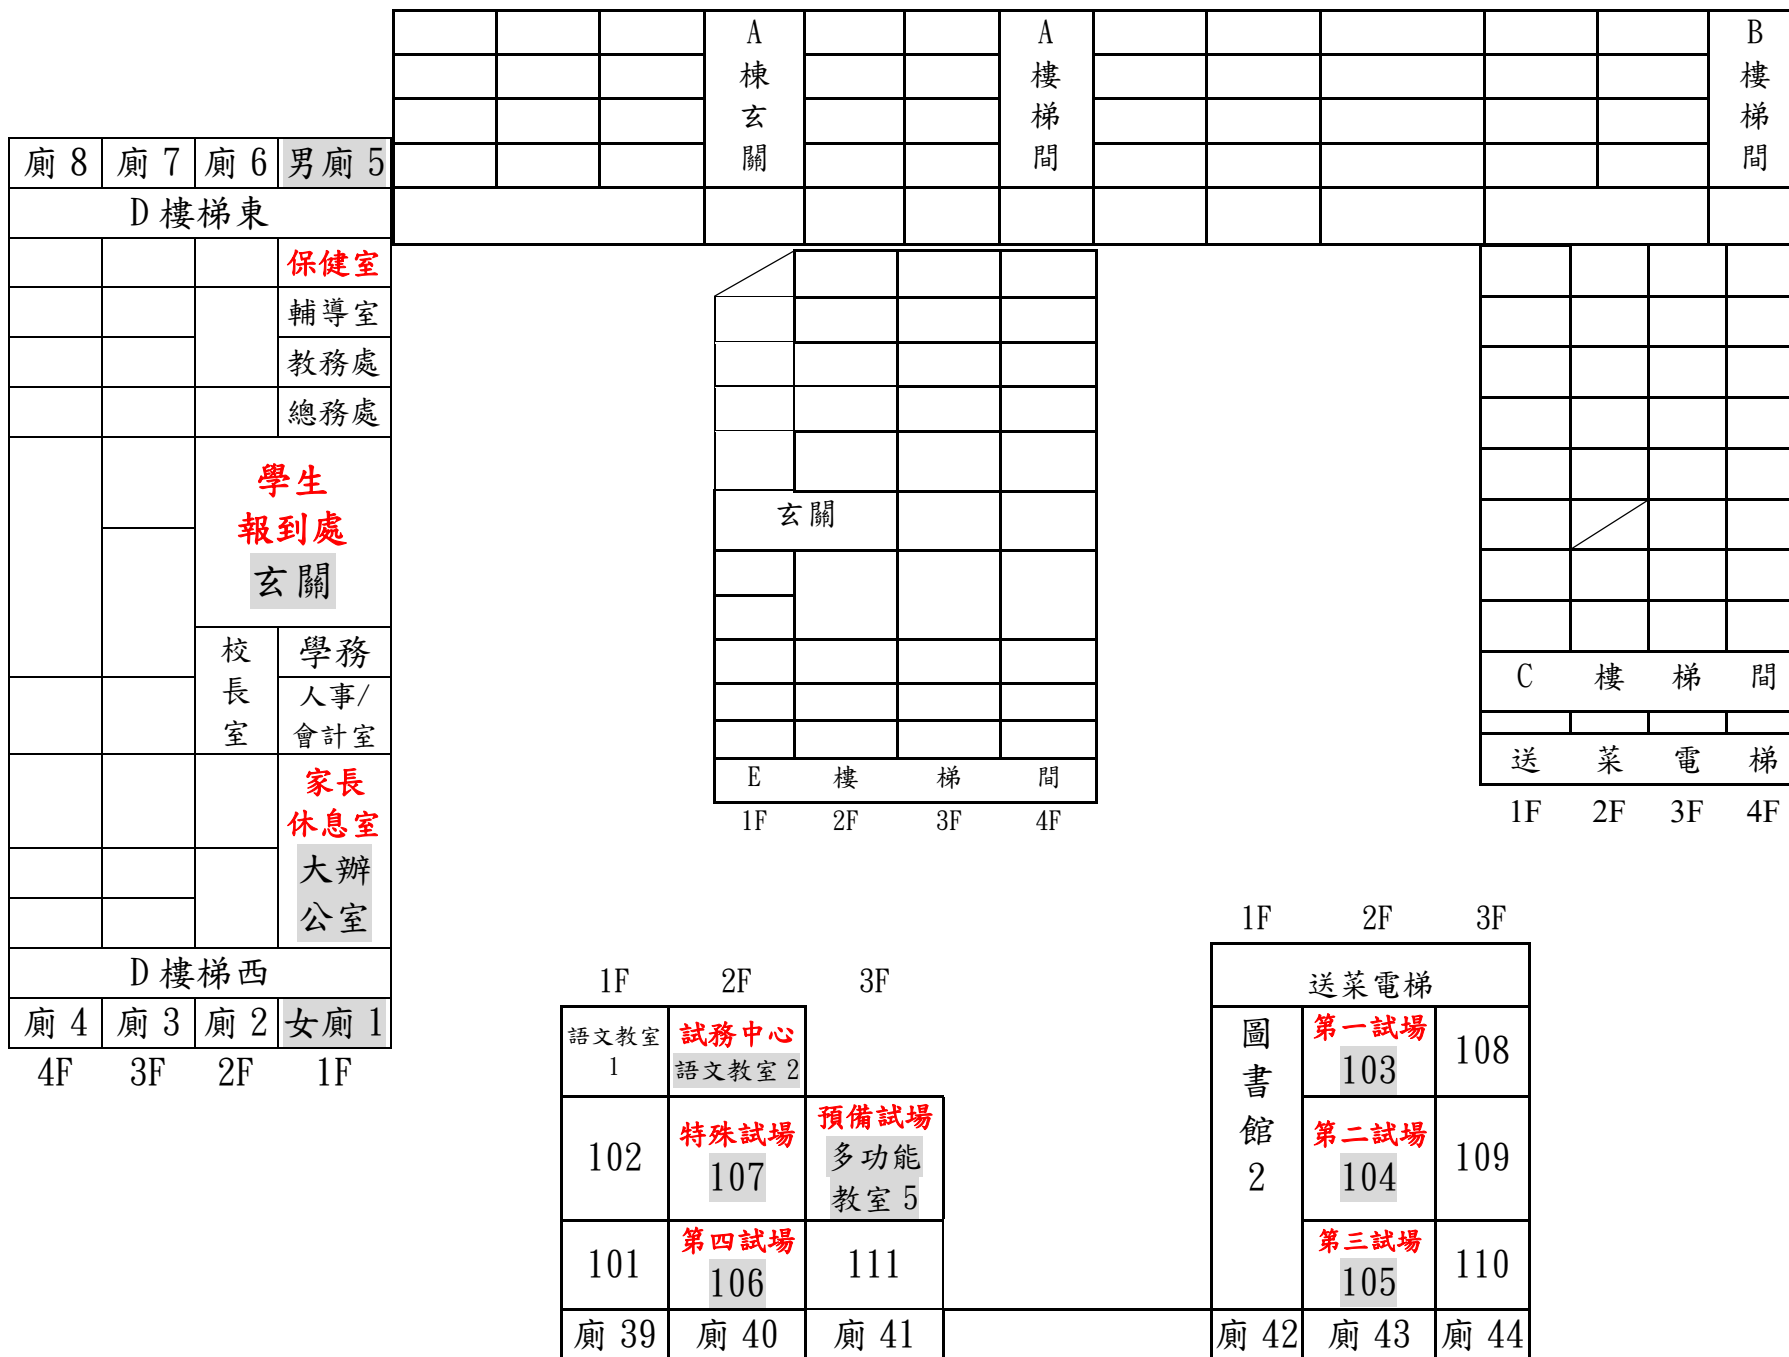 A
棟
玄
關
A
樓
梯
間
B
樓
梯
間
廁 8 廁 7 廁 6 男廁 5
D 樓梯東
保健室
輔導室
教務處
總務處
學生
報到處
玄關
校
長
室
學務
人事/
會計室
家長
休息室
大辦
公室
D 樓梯西
廁 4 廁 3 廁 2 女廁 1
4F 3F 2F 1F
玄關
E 樓 梯 間
1F 2F 3F 4F
C 樓 梯 間
送 菜 電 梯
1F 2F 3F 4F
1F 2F 3F
語文教室
1
試務中心
語文教室 2
102
特殊試場
107
預備試場
多功能
教室 5
101
第四試場
106
111
廁 39 廁 40 廁 41
1F 2F 3F
送菜電梯
圖
書
館
2
第一試場
103
108
第二試場
104
109
第三試場
105
110
廁 42 廁 43 廁 44